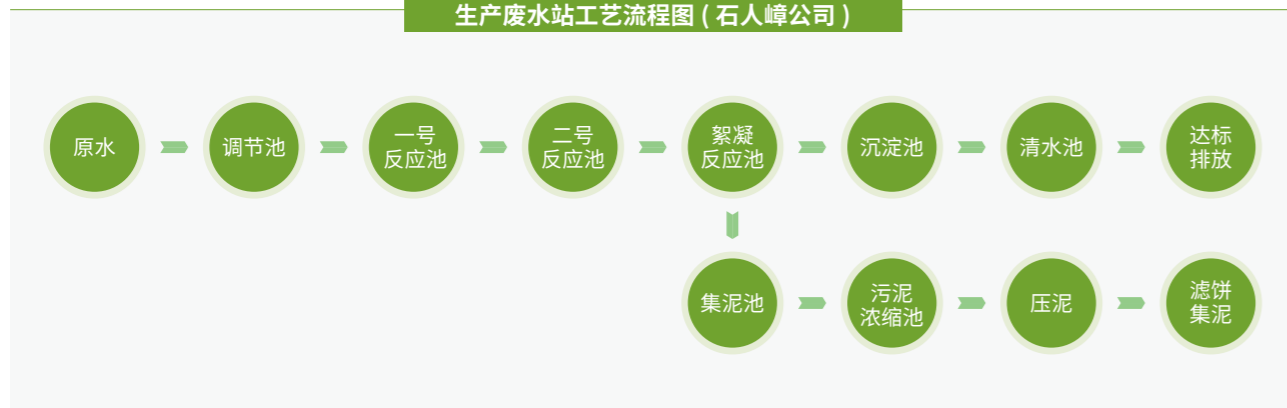 生产废水站工艺流程图 ( 石人嶂公司 )
原水
调节池
一号
反应池
二号
反应池
絮凝
反应池
沉淀池
清水池
达标
排放
集泥池
污泥
浓缩池
压泥
滤饼
集泥